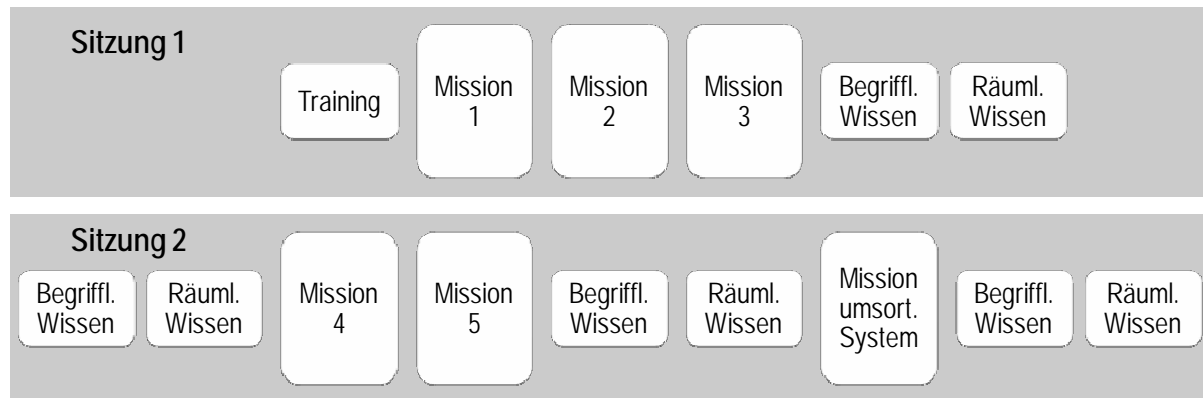 Sitzung 1
Training
Mission
1
Mission
2
Mission
3
Begriffl.
Wissen
Räuml.
Wissen
Sitzung 2
Begriffl.
Wissen
Räuml.
Wissen
Mission
4
Mission
5
Begriffl.
Wissen
Räuml.
Wissen
Mission
umsort.
System
Begriffl.
Wissen
Räuml.
Wissen